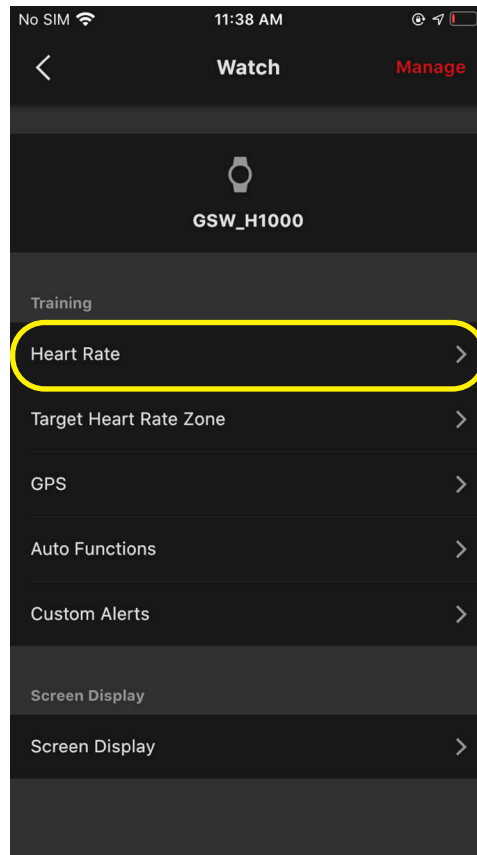 No SIM 11:38 AM
Watch Manage
GSW_H1000
Training
Heart Rate
Target Heart Rate Zone
GPS
Auto Functions
Custom Alerts
Screen Display
Screen Display